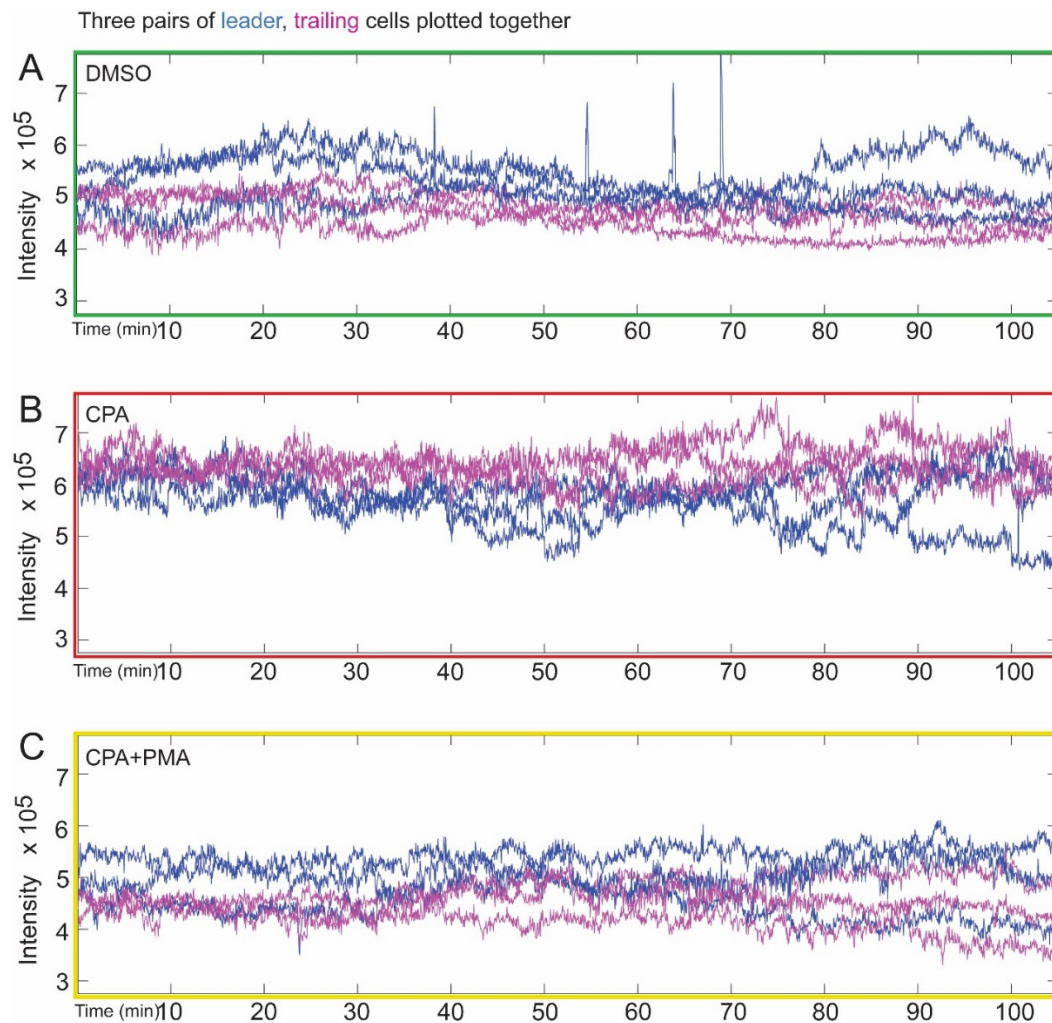 Three pairs of leader, trailing cells plotted together
A
DMSO
Intensity x 10⁵
7
6
5
4
3
Time (min) 10 20 30 40 50 60 70 80 90 100
B
CPA
Intensity x 10⁵
7
6
5
4
3
Time (min) 10 20 30 40 50 60 70 80 90 100
C
CPA+PMA
Intensity x 10⁵
7
6
5
4
3
Time (min) 10 20 30 40 50 60 70 80 90 100